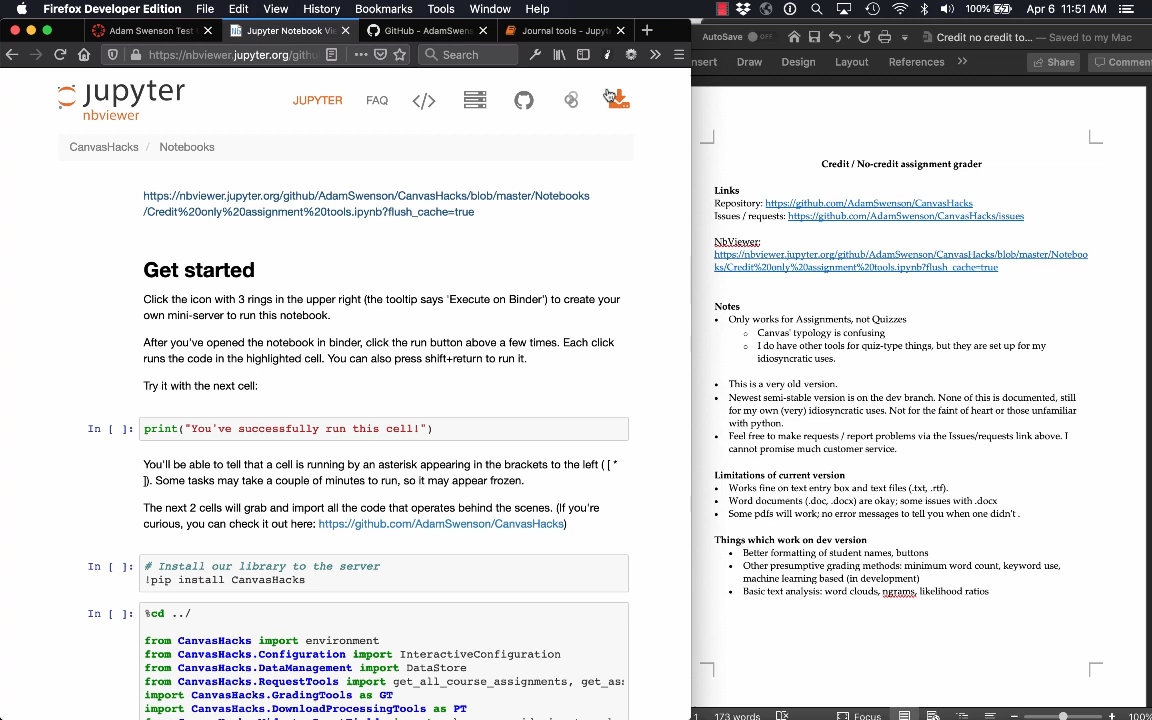 Firefox Developer Edition File Edit View History Bookmarks Tools Window Help 100% Apr 6 11:51 AM
Adam Swenson Test Jupyter Notebook Vie GitHub - AdamSwens Journal tools - Jupyt
https://nbviewer.jupyter.org/github Search
jupyter
nbviewer
JUPYTER FAQ
CanvasHacks / Notebooks
https://nbviewer.jupyter.org/github/AdamSwenson/CanvasHacks/blob/master/Notebooks
/Credit%20only%20assignment%20tools.ipynb?flush_cache=true
Get started
Click the icon with 3 rings in the upper right (the tooltip says 'Execute on Binder') to create your
own mini-server to run this notebook.
After you've opened the notebook in binder, click the run button above a few times. Each click
runs the code in the highlighted cell. You can also press shift+return to run it.
Try it with the next cell:
In [ ]: print("You've successfully run this cell!")
You'll be able to tell that a cell is running by an asterisk appearing in the brackets to the left ( [ *
]). Some tasks may take a couple of minutes to run, so it may appear frozen.
The next 2 cells will grab and import all the code that operates behind the scenes. (If you're
curious, you can check it out here: https://github.com/AdamSwenson/CanvasHacks)
In [ ]: # Install our library to the server
!pip install CanvasHacks
In [ ]: %cd ../
from CanvasHacks import environment
from CanvasHacks.Configuration import InteractiveConfiguration
from CanvasHacks.DataManagement import DataStore
from CanvasHacks.RequestTools import get_all_course_assignments, get_as
import CanvasHacks.GradingTools as GT
import CanvasHacks.DownloadProcessingTools as PT
AutoSave OFF Credit no credit to... — Saved to my Mac
nsert Draw Design Layout References Share Commen
Credit / No-credit assignment grader
Links
Repository: https://github.com/AdamSwenson/CanvasHacks
Issues / requests: https://github.com/AdamSwenson/CanvasHacks/issues
NbViewer:
https://nbviewer.jupyter.org/github/AdamSwenson/CanvasHacks/blob/master/Noteboo
ks/Credit%20only%20assignment%20tools.ipynb?flush_cache=true
Notes
• Only works for Assignments, not Quizzes
o Canvas' typology is confusing
o I do have other tools for quiz-type things, but they are set up for my
idiosyncratic uses.
• This is a very old version.
• Newest semi-stable version is on the dev branch. None of this is documented, still
for my own (very) idiosyncratic uses. Not for the faint of heart or those unfamiliar
with python.
• Feel free to make requests / report problems via the Issues/requests link above. I
cannot promise much customer service.
Limitations of current version
• Works fine on text entry box and text files (.txt, .rtf).
• Word documents (.doc, .docx) are okay; some issues with .docx
• Some pdfs will work; no error messages to tell you when one didn't .
Things which work on dev version
• Better formatting of student names, buttons
• Other presumptive grading methods: minimum word count, keyword use,
machine learning based (in development)
• Basic text analysis: word clouds, ngrams, likelihood ratios
173 words Focus 100%